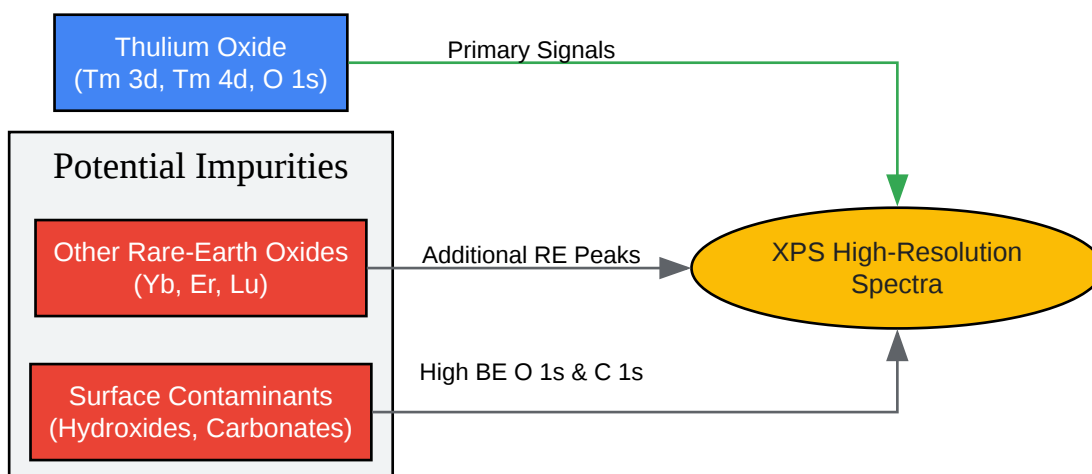 Thulium Oxide
(Tm 3d, Tm 4d, O 1s)
Primary Signals
Potential Impurities
Other Rare-Earth Oxides
(Yb, Er, Lu)
Additional RE Peaks
XPS High-Resolution
Spectra
High BE O 1s & C 1s
Surface Contaminants
(Hydroxides, Carbonates)